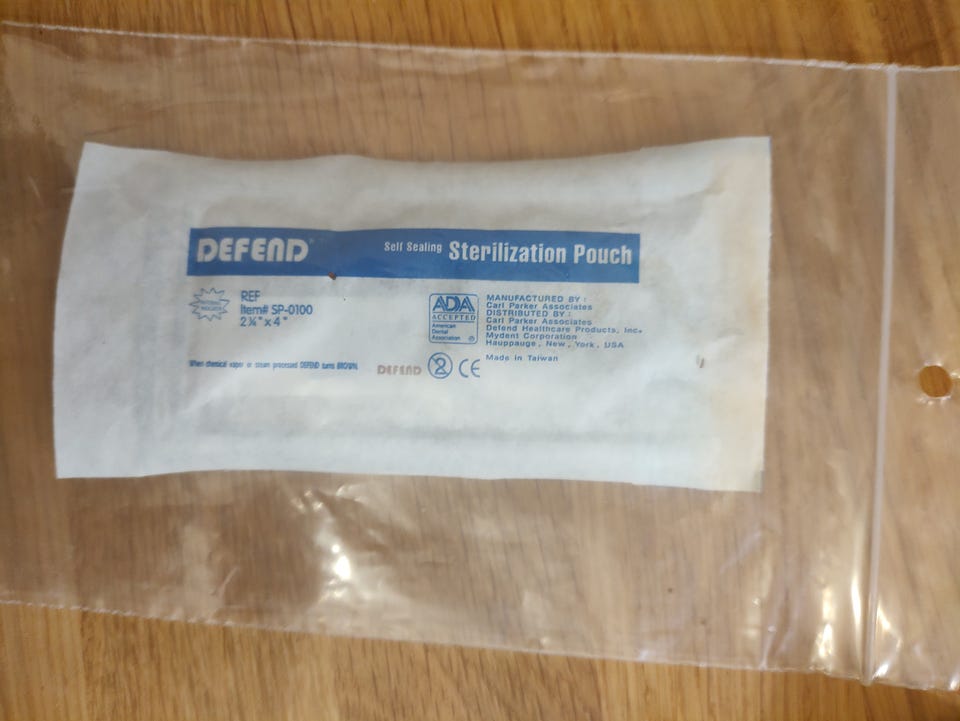 DEFEND®
Self Sealing Sterilization Pouch
REF
Item# SP-0100
2 ¼" x 4"
ADA
ACCEPTED
American
Dental
Association
MANUFACTURED BY :
Carl Parker Associates
DISTRIBUTED BY :
Carl Parker Associates
Defend Healthcare Products, Inc.
Mydent Corporation
Hauppauge, New, York, USA
Made in Taiwan
When chemical vapor or steam processed DEFEND turns BROWN.
DEFEND 2 CE